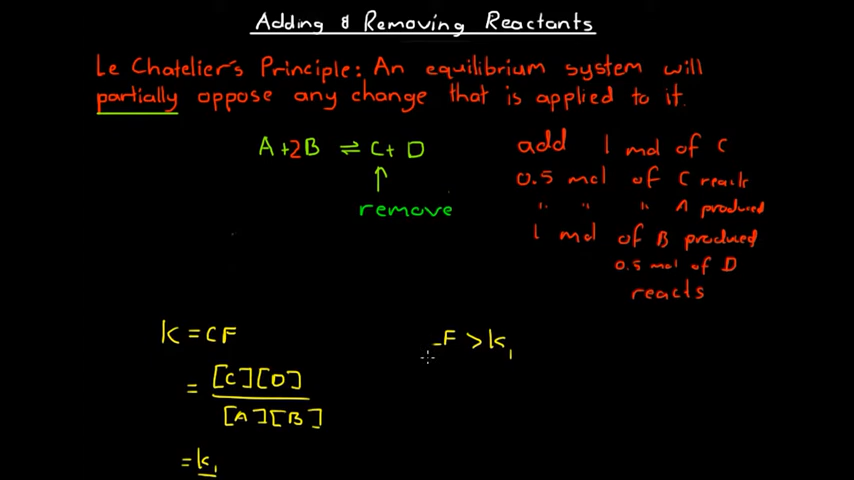 Adding & Removing Reactants
Le Chatelier's Principle: An equilibrium system will
partially oppose any change that is applied to it.
A+2B ⇌ C+ D
remove
add 1 mol of C
0.5 mol of C reacts
" " " A produced
1 mol of B produced
0.5 mol of D
reacts
K = CF
= [C][D]
[A][B]
= K₁
F > K₁